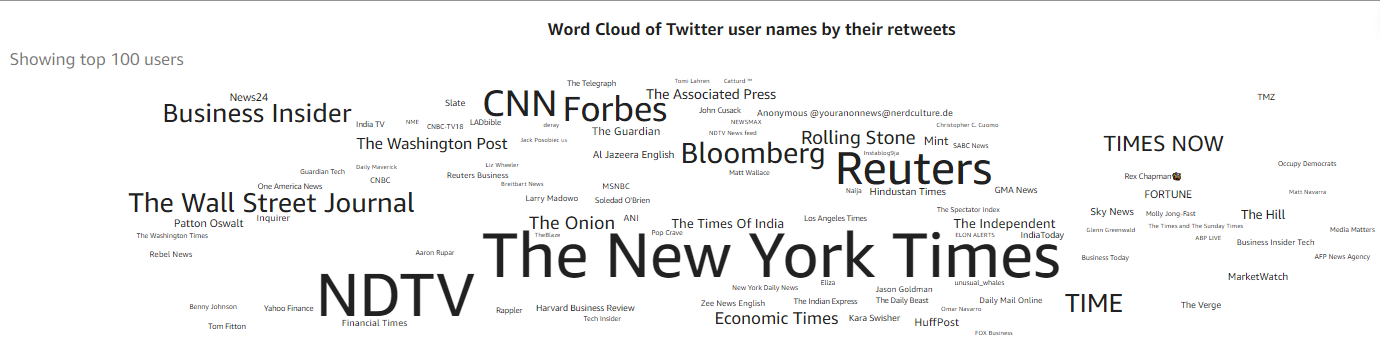 Word Cloud of Twitter user names by their retweets
Showing top 100 users
Tomi Lahren
Catturd ™
The Telegraph
News24
The Associated Press
TMZ
Business Insider
Slate
CNN
Forbes
John Cusack
Anonymous @youranonnews@nerdculture.de
India TV
NME
CNBC-TV18
LADbible
deray
NEWSMAX
Christopher C. Cuomo
The Guardian
NDTV News feed
Rolling Stone
Mint
SABC News
TIMES NOW
The Washington Post
Jack Posobiec us
Al Jazeera English
Bloomberg
Instablog9ja
Reuters
Guardian Tech
Daily Maverick
Liz Wheeler
Reuters Business
Matt Wallace
Occupy Democrats
Rex Chapman
One America News
CNBC
Breitbart News
MSNBC
Naija
Hindustan Times
GMA News
FORTUNE
Matt Navarra
The Wall Street Journal
Larry Madowo
Soledad O'Brien
The Spectator Index
Sky News
Molly Jong-Fast
The Hill
Patton Oswalt
Inquirer
The Onion
ANI
The Times Of India
Los Angeles Times
The Independent
The Washington Times
TheBlaze
Pop Crave
ELON ALERTS
IndiaToday
Glenn Greenwald
The Times and The Sunday Times
ABP LIVE
Media Matters
Business Insider Tech
Rebel News
Aaron Rupar
The New York Times
Business Today
AFP News Agency
MarketWatch
NDTV
New York Daily News
Eliza
Jason Goldman
unusual_whales
Benny Johnson
Yahoo Finance
Rappler
Harvard Business Review
Zee News English
The Indian Express
The Daily Beast
Daily Mail Online
TIME
The Verge
Tom Fitton
Financial Times
Tech Insider
Economic Times
Kara Swisher
Omar Navarro
HuffPost
FOX Business